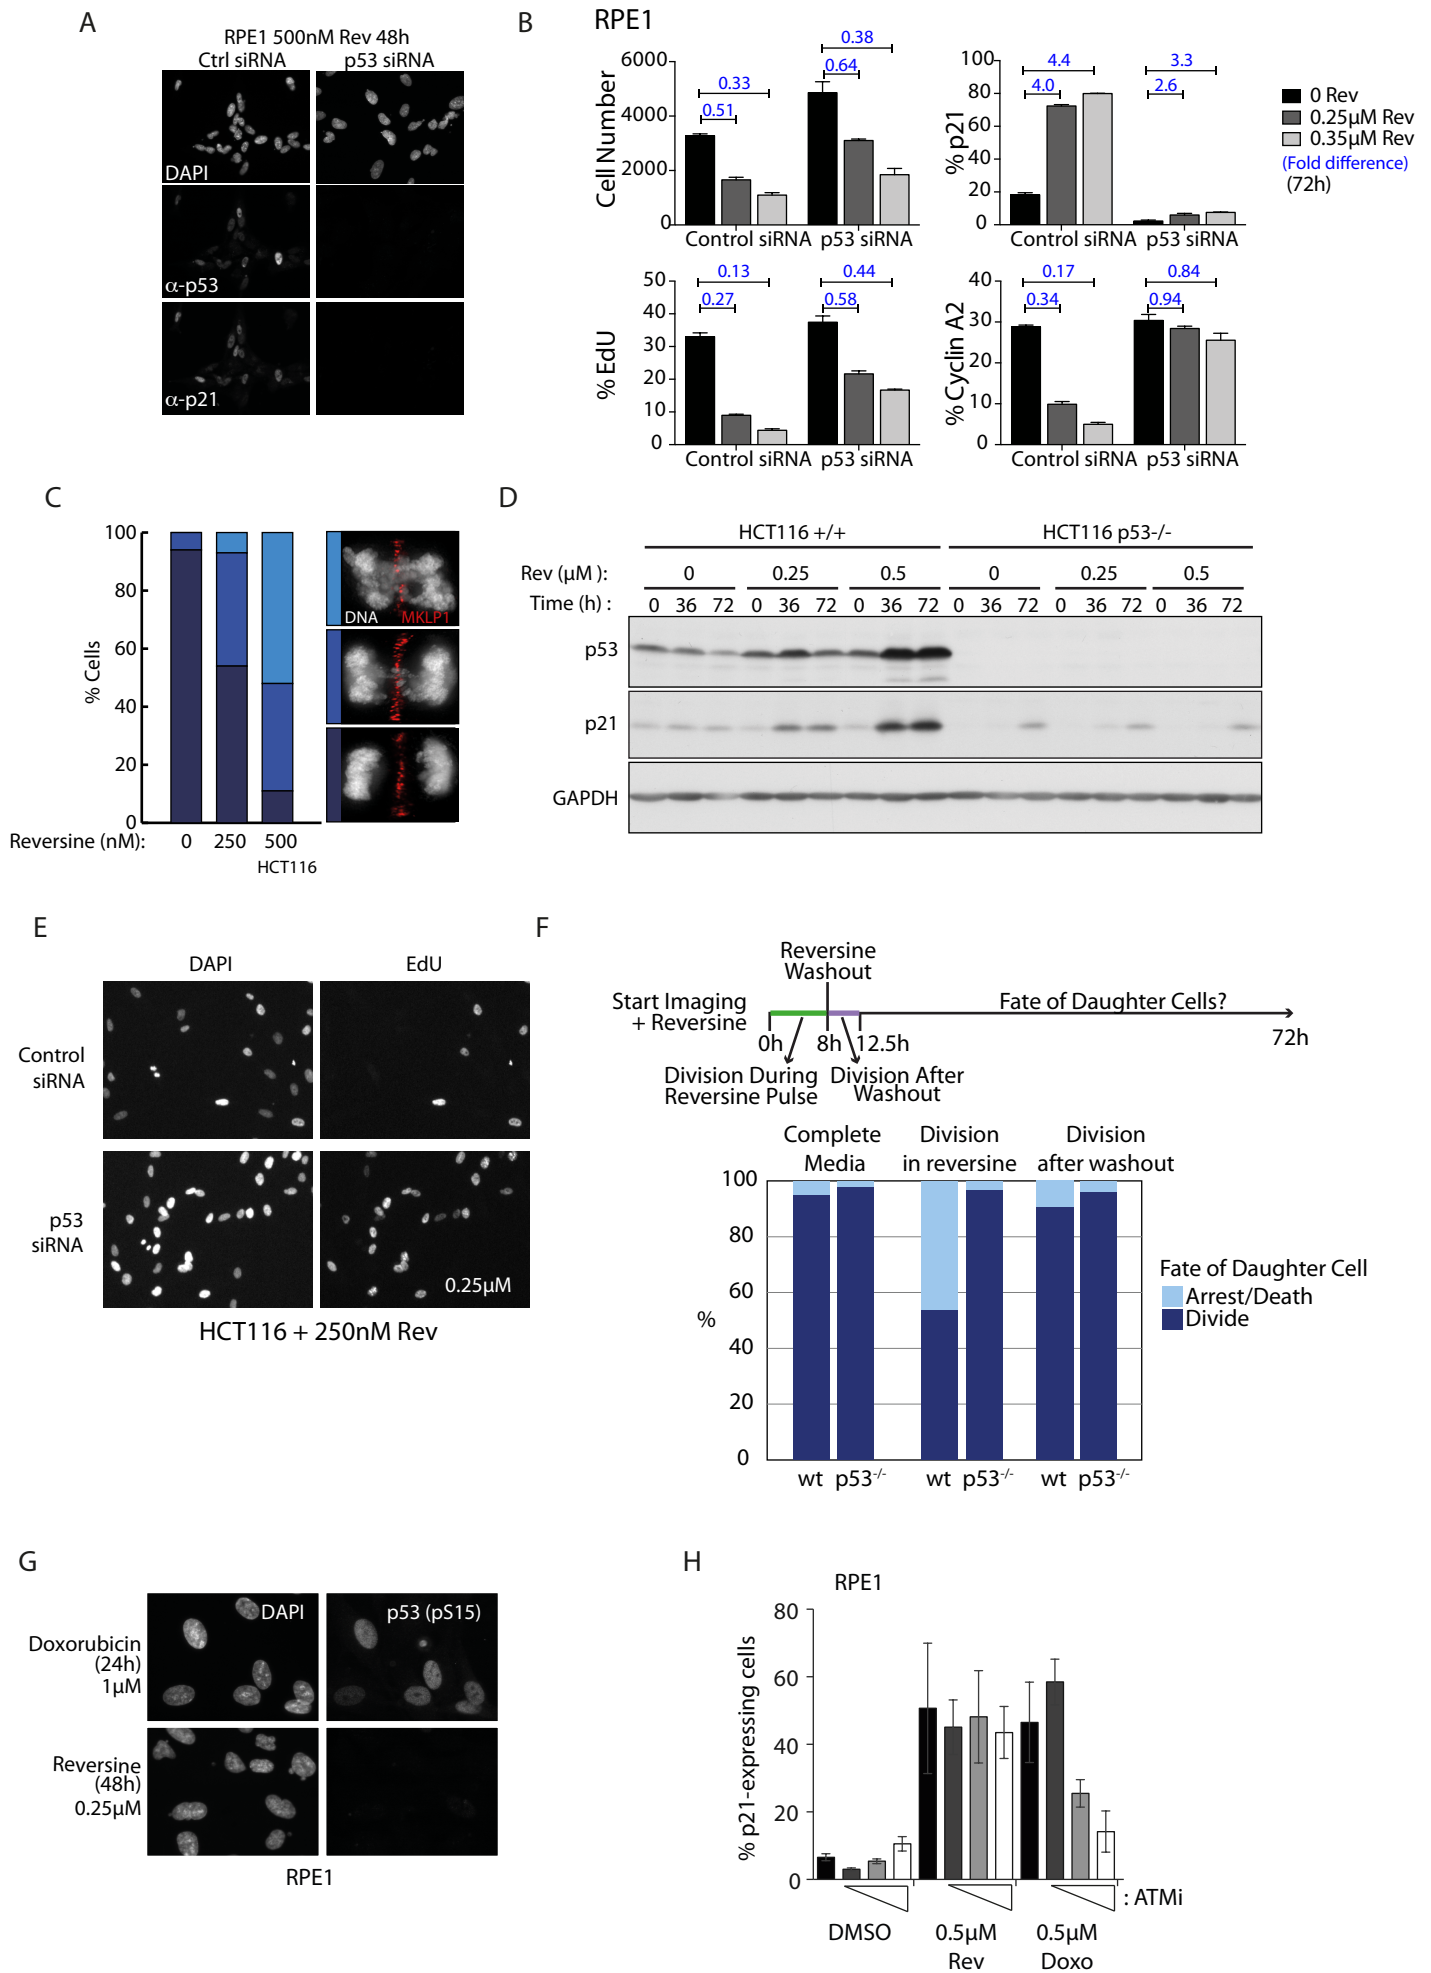 A
RPE1 500nM Rev 48h
Ctrl siRNA p53 siRNA
DAPI
α-p53
α-p21
B
RPE1
Cell Number
6000
4000
2000
0
0.51
0.33
0.64
0.38
Control siRNA p53 siRNA
% p21
100
80
60
40
20
0
4.4
4.0
3.3
2.6
Control siRNA p53 siRNA
0 Rev
0.25µM Rev
0.35µM Rev
(Fold difference)
(72h)
% EdU
50
40
30
20
10
0
0.13
0.27
0.44
0.58
Control siRNA p53 siRNA
% Cyclin A2
40
30
20
10
0
0.17
0.34
0.84
0.94
Control siRNA p53 siRNA
C
% Cells
100
80
60
40
20
0
Reversine (nM): 0 250 500
HCT116
DNA MKLP1
D
HCT116 +/+ HCT116 p53-/-
Rev (µM ): 0 0.25 0.5 0 0.25 0.5
Time (h) : 0 36 72 0 36 72 0 36 72 0 36 72 0 36 72 0 36 72
p53
p21
GAPDH
E
DAPI EdU
Control
siRNA
p53
siRNA
0.25µM
HCT116 + 250nM Rev
F
Reversine
Washout
Start Imaging
+ Reversine
Fate of Daughter Cells?
0h 8h 12.5h 72h
Division During
Reversine Pulse
Division After
Washout
Complete
Media
Division
in reversine
Division
after washout
%
100
80
60
40
20
0
wt p53-/- wt p53-/- wt p53-/-
Fate of Daughter Cell
Arrest/Death
Divide
G
DAPI p53 (pS15)
Doxorubicin
(24h)
1µM
Reversine
(48h)
0.25µM
RPE1
H
RPE1
% p21-expressing cells
80
60
40
20
0
: ATMi
DMSO
0.5µM
Rev
0.5µM
Doxo